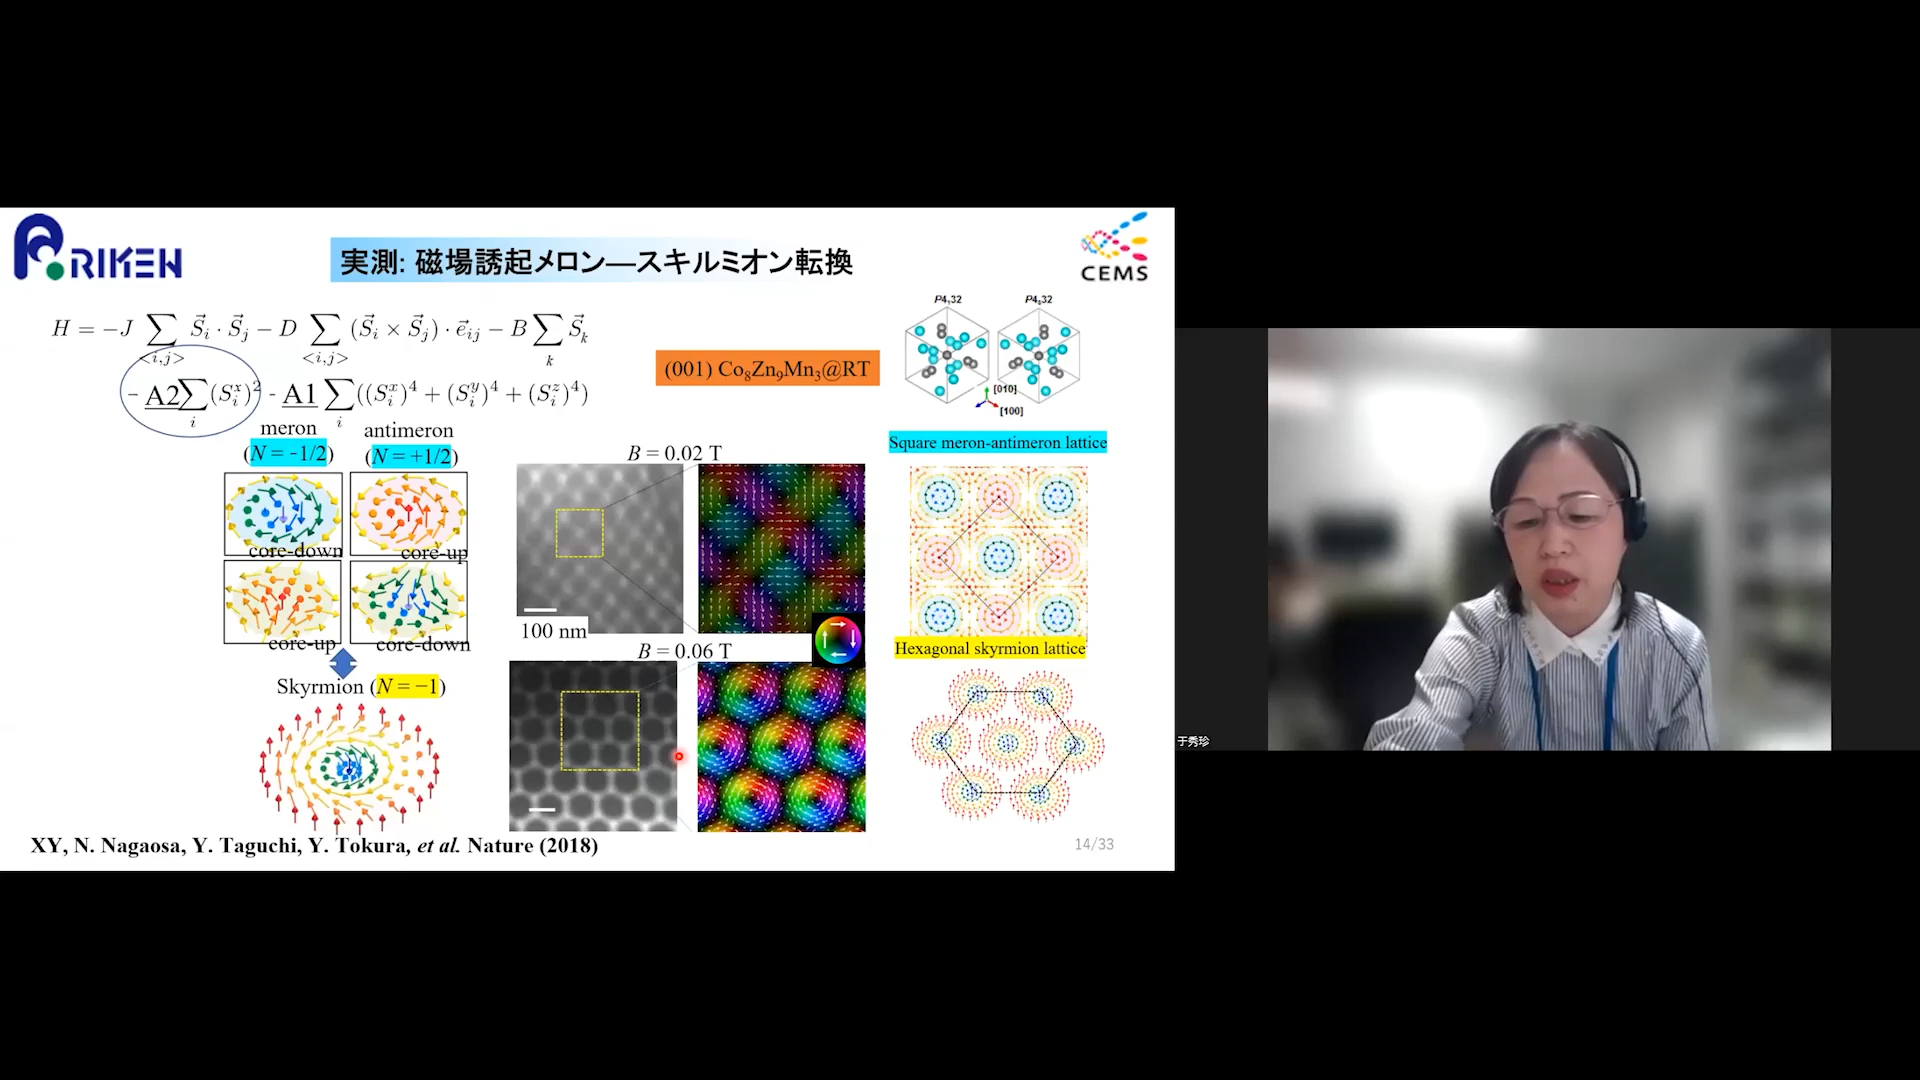 RIKEN
実測: 磁場誘起メロン―スキルミオン転換
CEMS
H = −J ∑<i,j> S⃗i · S⃗j − D ∑<i,j> (S⃗i × S⃗j) · e⃗ij − B ∑k S⃗k
- A2∑i(Sᵢˣ)² - A1 ∑i((Sᵢˣ)⁴ + (Sᵢʸ)⁴ + (Sᵢᶻ)⁴)
(001) Co₈Zn₉Mn₃@RT
P4₁32
P4₃32
[010]
[100]
meron
(N = -1/2)
antimeron
(N = +1/2)
core-down
core-up
core-up
core-down
Skyrmion (N = −1)
B = 0.02 T
100 nm
B = 0.06 T
Square meron-antimeron lattice
Hexagonal skyrmion lattice
XY, N. Nagaosa, Y. Taguchi, Y. Tokura, et al. Nature (2018)
14/33
于秀珍